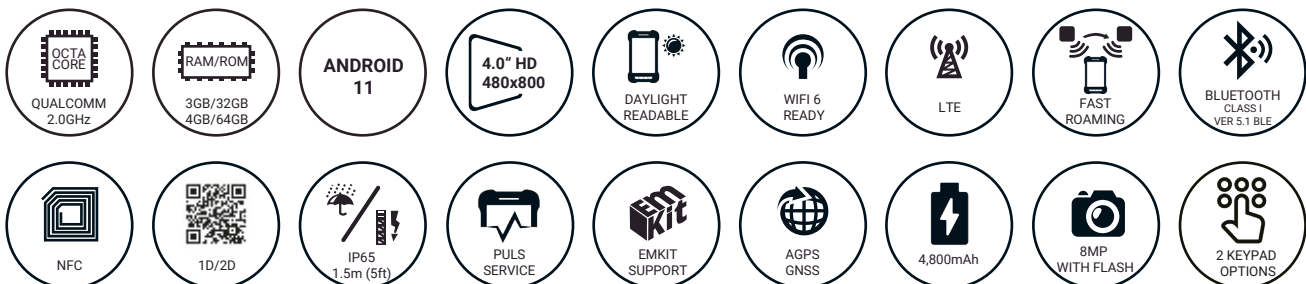 OCTA
CORE
QUALCOMM
2.0GHz
RAM/ROM
3GB/32GB
4GB/64GB
ANDROID
11
4.0“ HD
480x800
DAYLIGHT
READABLE
WIFI 6
READY
LTE
FAST
ROAMING
BLUETOOTH
CLASS I
VER 5.1 BLE
NFC
1D/2D
IP65
1.5m (5ft)
PULS
SERVICE
EMKit
EMKIT
SUPPORT
AGPS
GNSS
4,800mAh
8MP
WITH FLASH
2 KEYPAD
OPTIONS